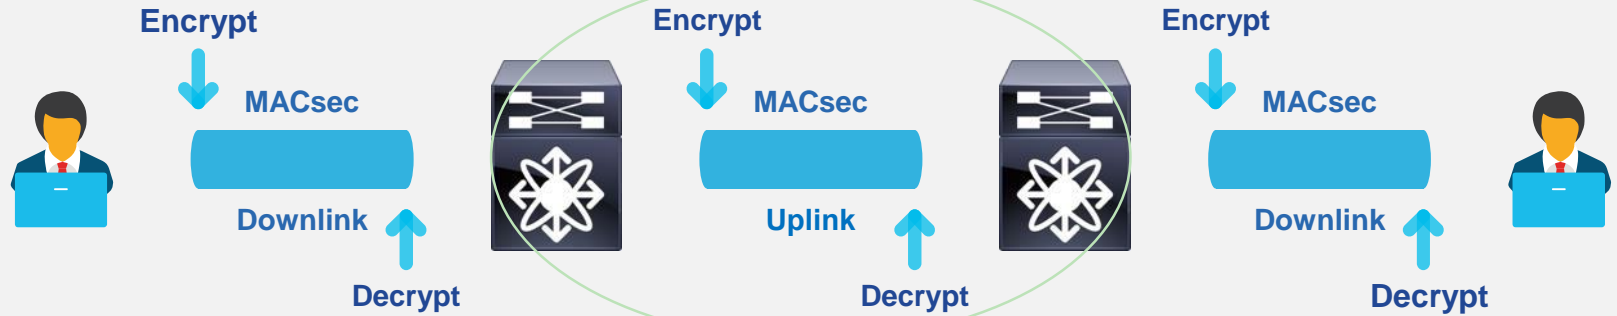 Encrypt
MACsec
Downlink
Decrypt
Encrypt
MACsec
Uplink
Decrypt
Encrypt
MACsec
Downlink
Decrypt